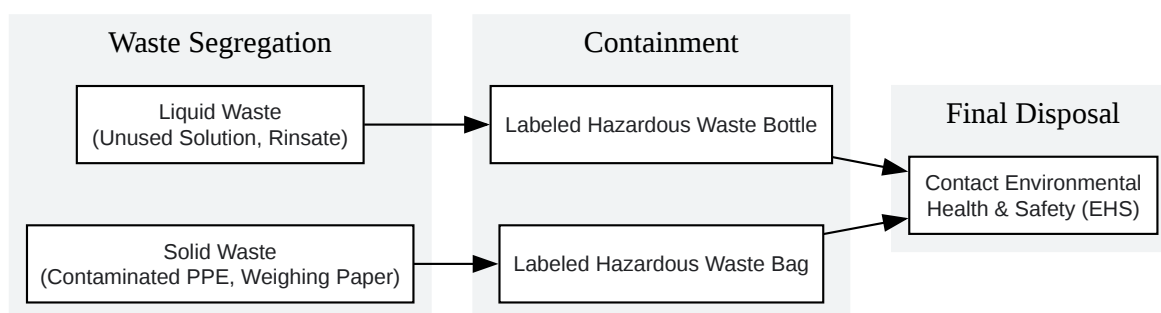 Waste Segregation
Liquid Waste
(Unused Solution, Rinsate)
Solid Waste
(Contaminated PPE, Weighing Paper)
Containment
Labeled Hazardous Waste Bottle
Labeled Hazardous Waste Bag
Final Disposal
Contact Environmental
Health & Safety (EHS)